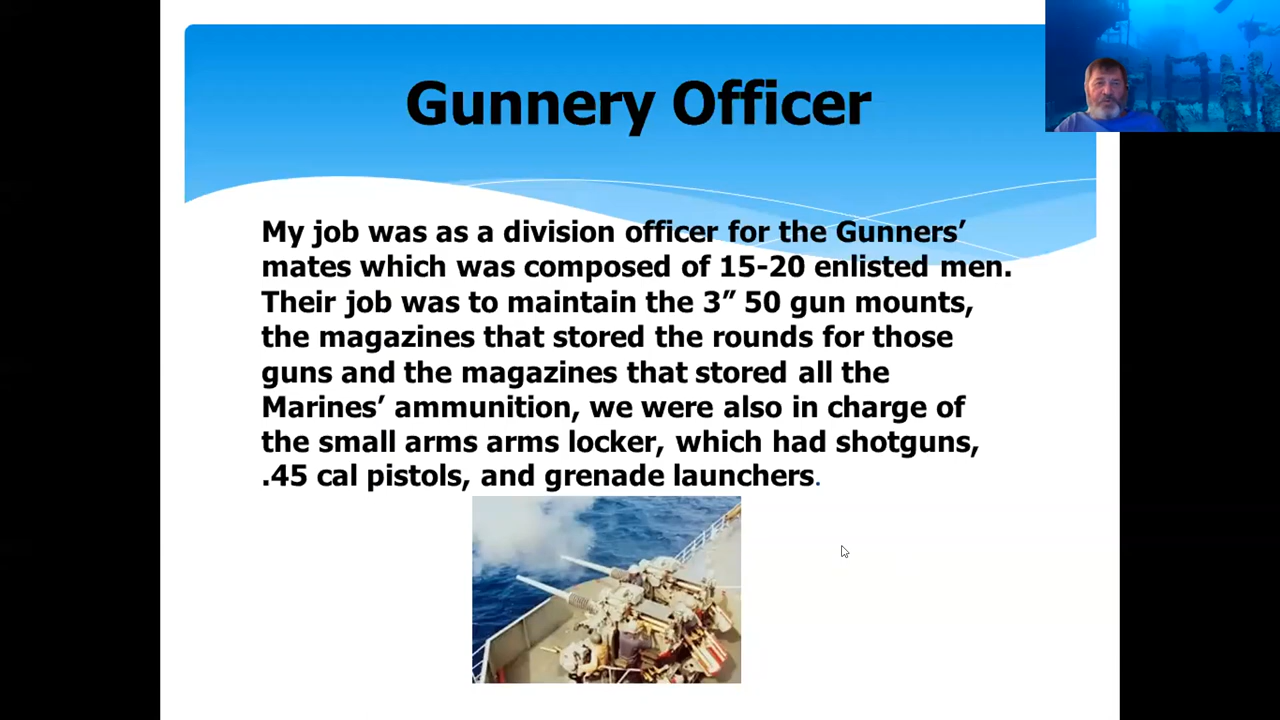 Gunnery Officer
My job was as a division officer for the Gunners’
mates which was composed of 15-20 enlisted men.
Their job was to maintain the 3” 50 gun mounts,
the magazines that stored the rounds for those
guns and the magazines that stored all the
Marines’ ammunition, we were also in charge of
the small arms arms locker, which had shotguns,
.45 cal pistols, and grenade launchers.